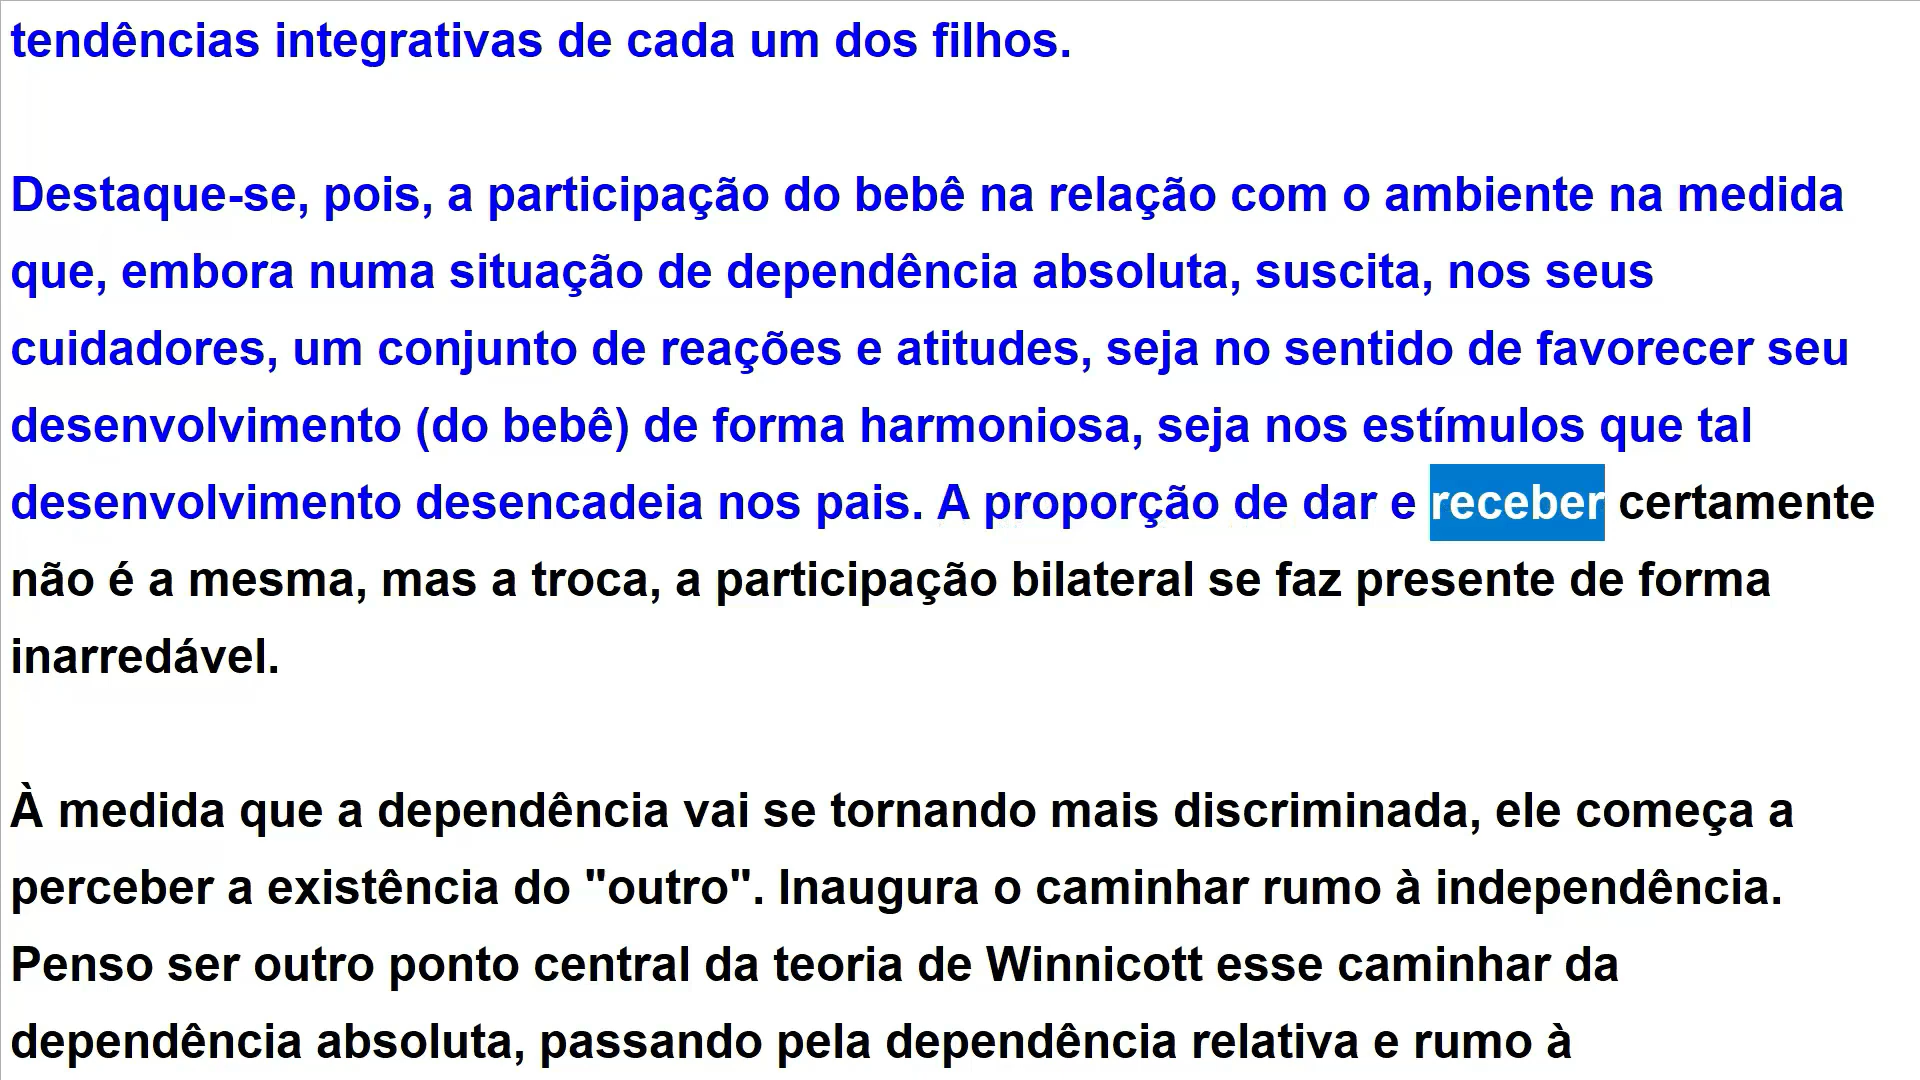 tendências integrativas de cada um dos filhos.
Destaque-se, pois, a participação do bebê na relação com o ambiente na medida
que, embora numa situação de dependência absoluta, suscita, nos seus
cuidadores, um conjunto de reações e atitudes, seja no sentido de favorecer seu
desenvolvimento (do bebê) de forma harmoniosa, seja nos estímulos que tal
desenvolvimento desencadeia nos pais. A proporção de dar e receber certamente
não é a mesma, mas a troca, a participação bilateral se faz presente de forma
inarredável.
À medida que a dependência vai se tornando mais discriminada, ele começa a
perceber a existência do "outro". Inaugura o caminhar rumo à independência.
Penso ser outro ponto central da teoria de Winnicott esse caminhar da
dependência absoluta, passando pela dependência relativa e rumo à